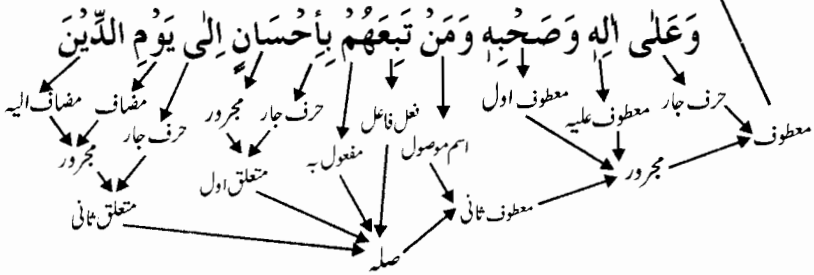 وَعَلٰى اٰلِهٖ وَصَحْبِهٖ وَمَنْ تَبِعَهُمْ بِأِحْسَانٍ اِلٰى يَوْمِ الدِّيْنَ
حرف جار معطوف علیہ معطوف اول اسم موصول فعل فاعل مفعول بہ حرف جار مجرور حرف جار مضاف مضاف الیہ
معطوف مجرور معطوف ثانی متعلق اول مجرور
صلہ متعلق ثانی